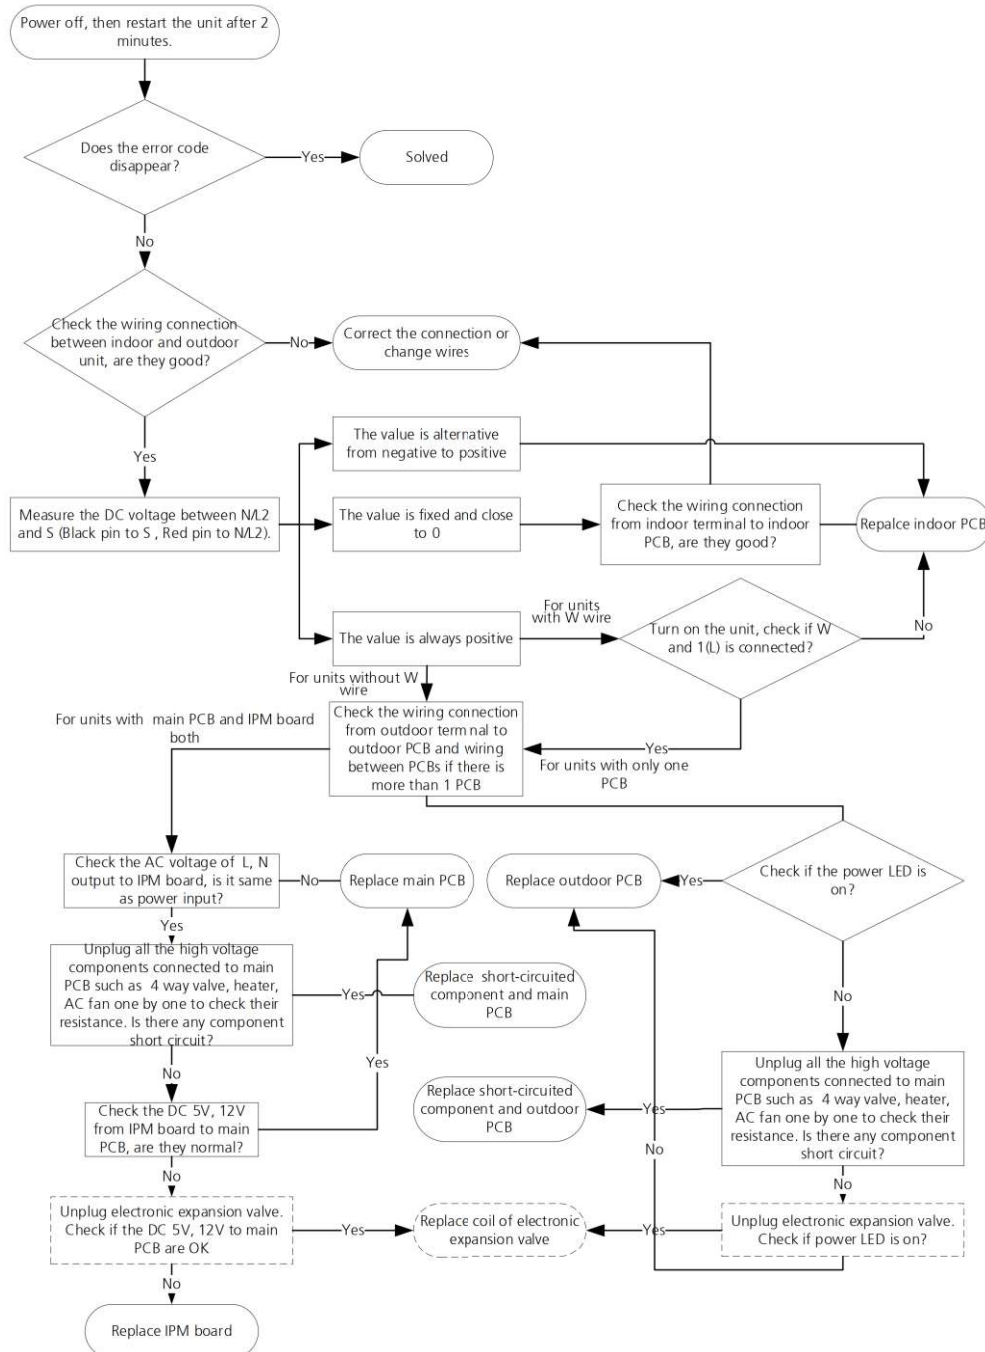 Power off, then restart the unit after 2
minutes.
Does the error code
disappear?
Yes
Solved
No
Check the wiring connection
between indoor and outdoor
unit, are they good?
No
Correct the connection or
change wires
Yes
The value is alternative
from negative to positive
Measure the DC voltage between N/L2
and S (Black pin to S , Red pin to N/L2).
The value is fixed and close
to 0
Check the wiring connection
from indoor terminal to indoor
PCB, are they good?
Repalce indoor PCB
The value is always positive
For units
with W wire
Turn on the unit, check if W
and 1(L) is connected?
No
For units without W
wire
For units with  main PCB and IPM board
both
Check the wiring connection
from outdoor terminal to
outdoor PCB and wiring
between PCBs if there is
more than 1 PCB
Yes
For units with only one
PCB
Check the AC voltage of  L, N
output to IPM board, is it same
as power input?
No
Replace main PCB
Replace outdoor PCB
Yes
Check if the power LED is
on?
Yes
Unplug all the high voltage
components connected to main
PCB such as  4 way valve, heater,
AC fan one by one to check their
resistance. Is there any component
short circuit?
Yes
Replace  short-circuited
component and main
PCB
No
No
Yes
Check the DC 5V, 12V
from IPM board to main
PCB, are they normal?
Replace short-circuited
component and outdoor
PCB
Yes
Unplug all the high voltage
components connected to main
PCB such as  4 way valve, heater,
AC fan one by one to check their
resistance. Is there any component
short circuit?
No
No
No
Unplug electronic expansion valve.
Check if the DC 5V, 12V to main
PCB are OK
Yes
Replace coil of electronic
expansion valve
Yes
Unplug electronic expansion valve.
Check if power LED is on?
No
Replace IPM board